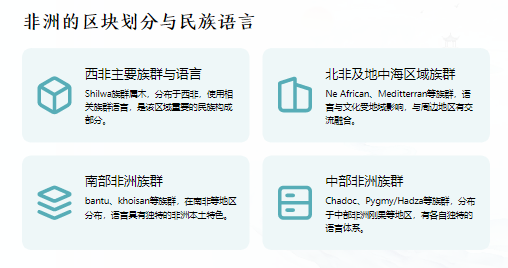 非洲的区块划分与民族语言
西非主要族群与语言
Shilwa族群属木，分布于西非，使用相
关族群语言，是该区域重要的民族构成
部分。
北非及地中海区域族群
Ne African、Meditterran等族群，语
言与文化受地域影响，与周边地区有交
流融合。
南部非洲族群
bantu、khoisan等族群，在南非等地区
分布，语言具有独特的非洲本土特色。
中部非洲族群
Chadoc、Pygmy/Hadza等族群，分布
于中部非洲刚果等地区，有各自独特的
语言体系。